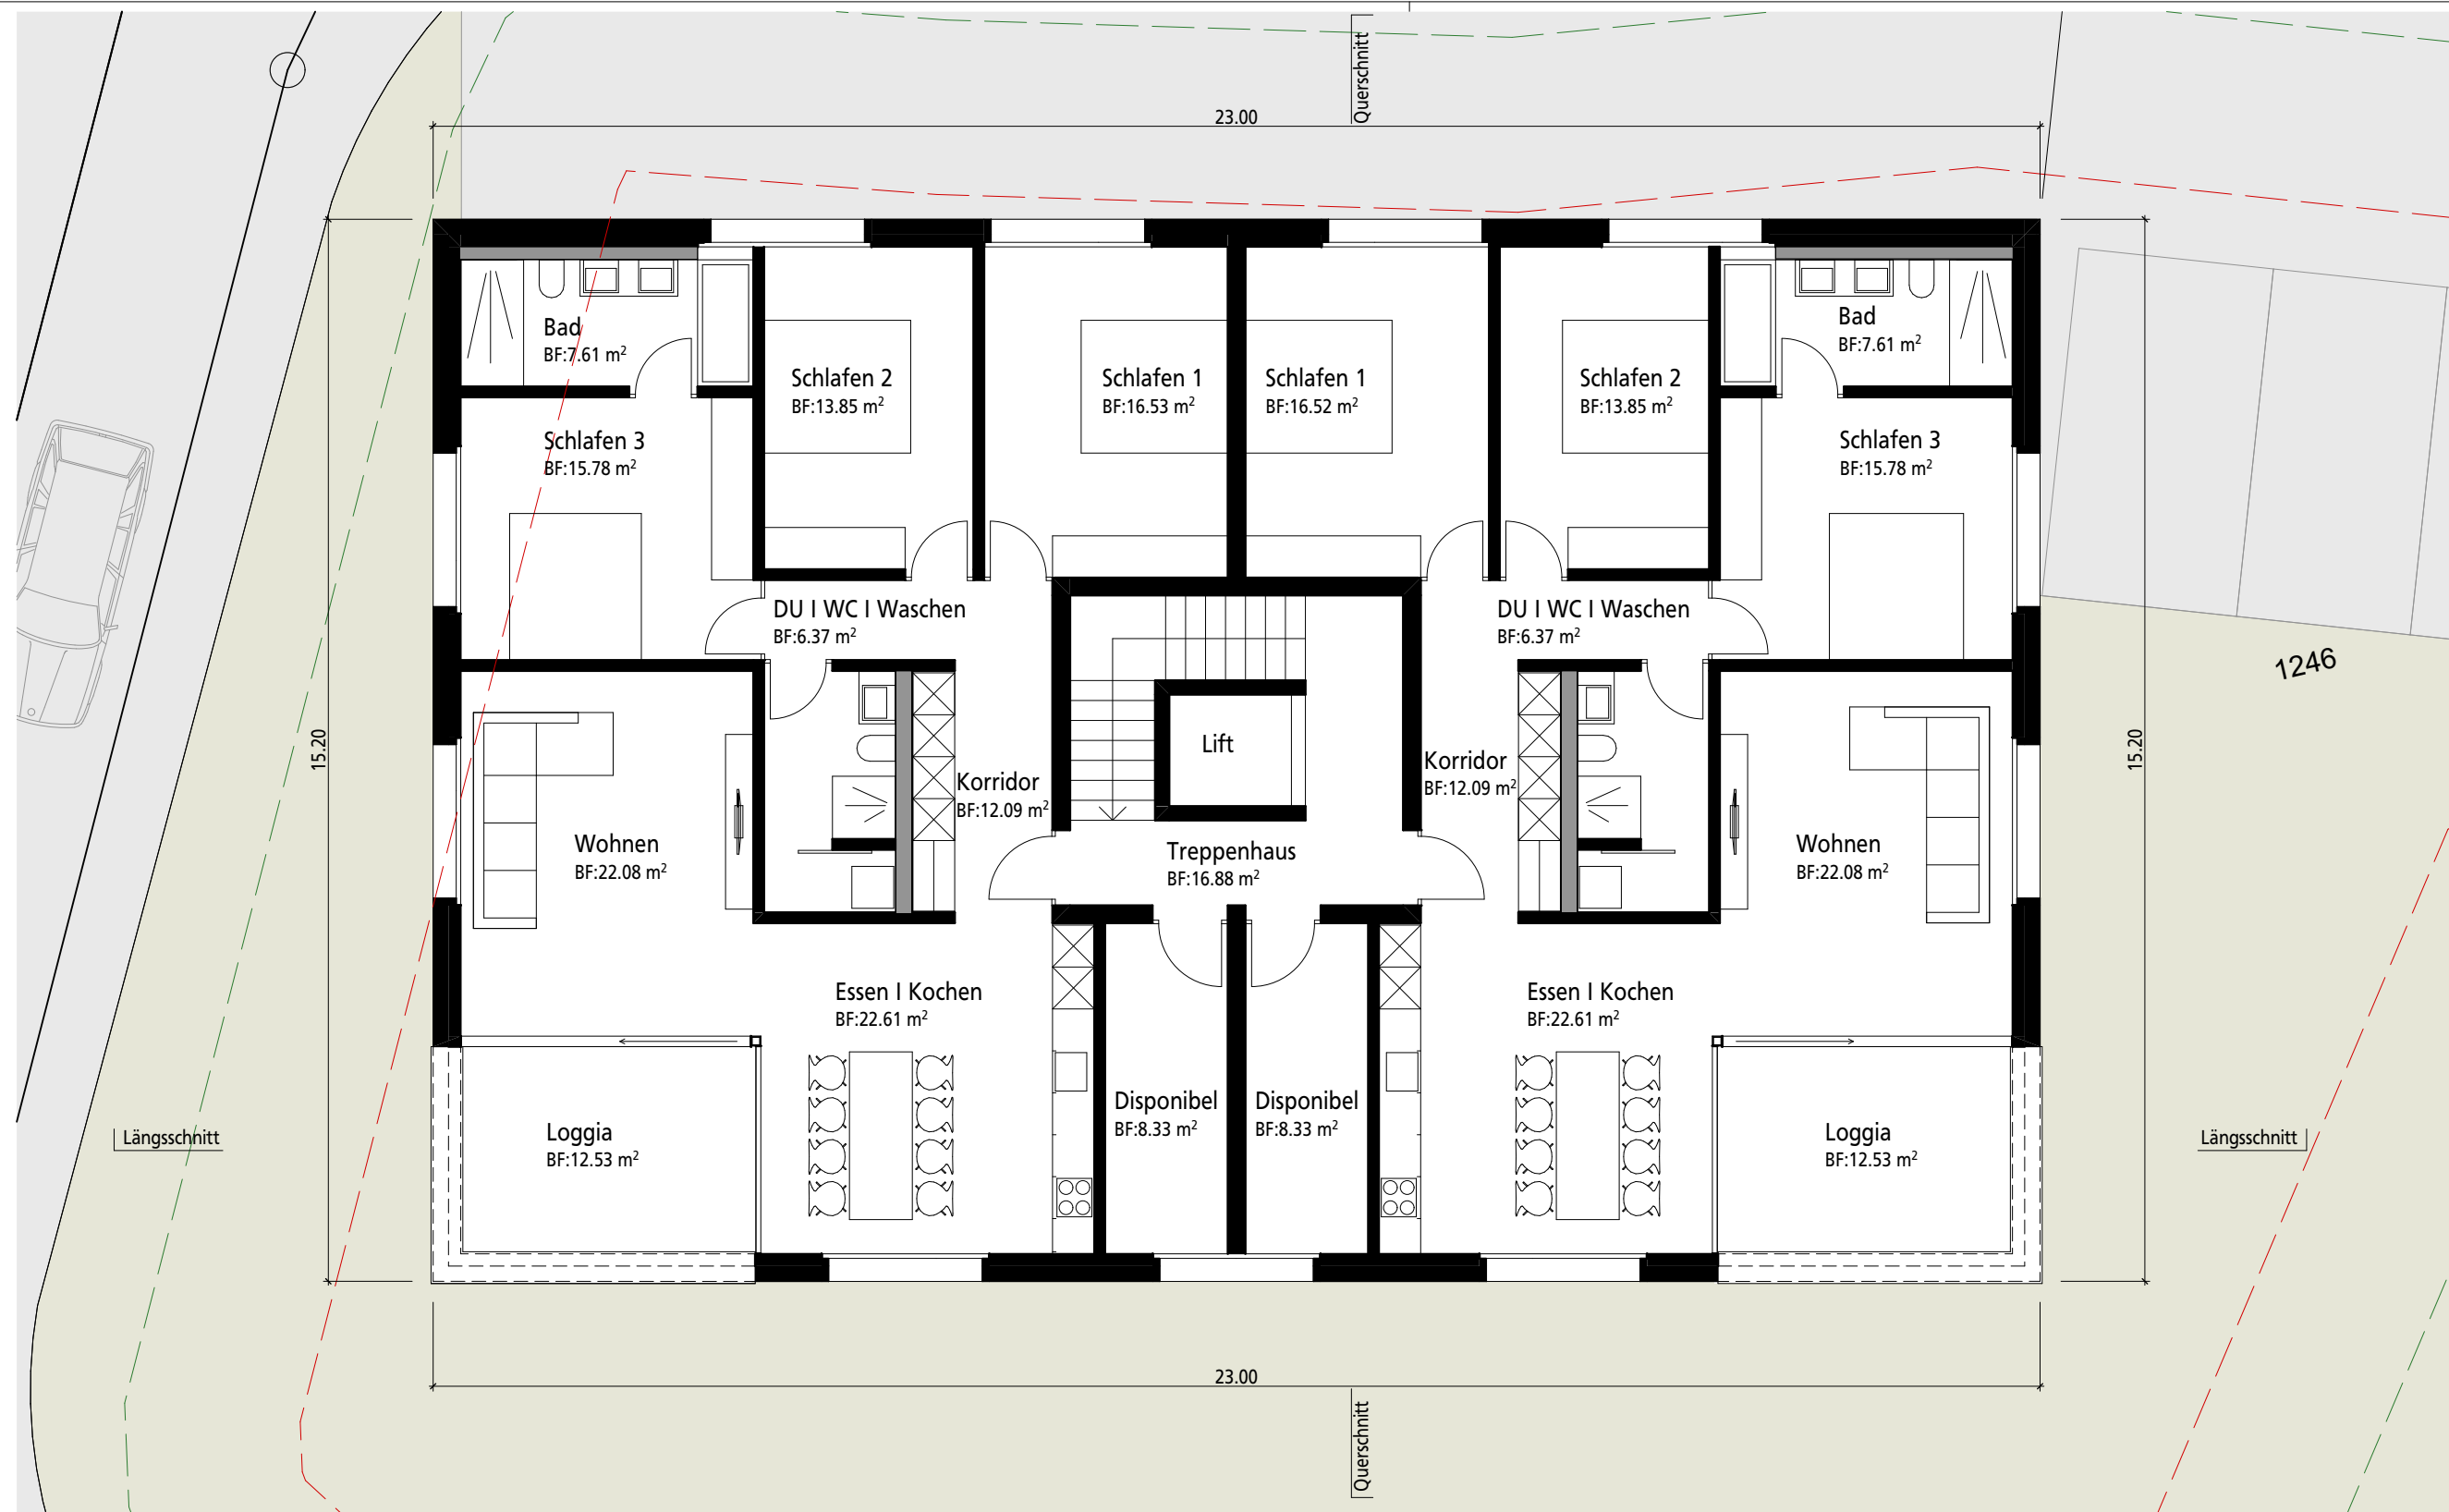 Querschnitt
23.00
Bad
BF:7.61 m²
Schlafen 2
BF:13.85 m²
Schlafen 1
BF:16.53 m²
Schlafen 1
BF:16.52 m²
Schlafen 2
BF:13.85 m²
Bad
BF:7.61 m²
Schlafen 3
BF:15.78 m²
Schlafen 3
BF:15.78 m²
DU I WC I Waschen
BF:6.37 m²
DU I WC I Waschen
BF:6.37 m²
1246
15.20
Lift
15.20
Korridor
BF:12.09 m²
Korridor
BF:12.09 m²
Wohnen
BF:22.08 m²
Treppenhaus
BF:16.88 m²
Wohnen
BF:22.08 m²
Essen I Kochen
BF:22.61 m²
Essen I Kochen
BF:22.61 m²
Disponibel
BF:8.33 m²
Disponibel
BF:8.33 m²
Längsschnitt
Loggia
BF:12.53 m²
Loggia
BF:12.53 m²
Längsschnitt
23.00
Querschnitt